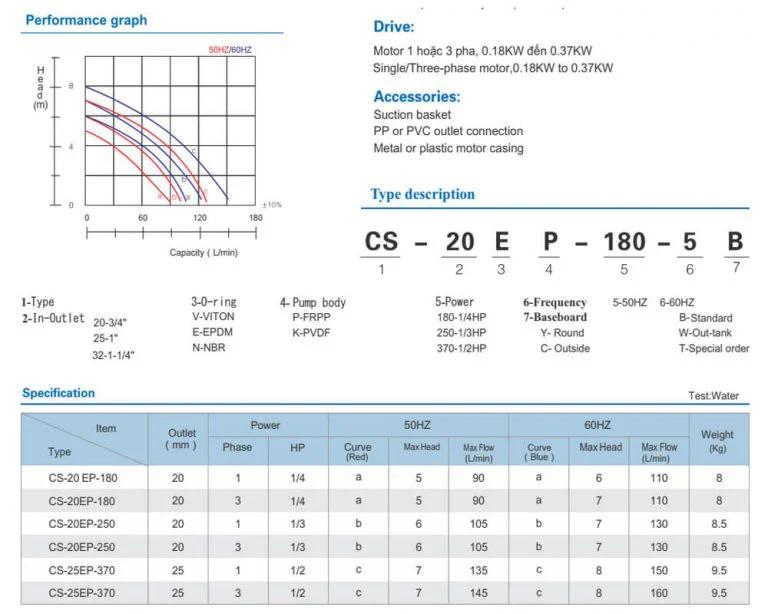 Performance graph
50HZ/60HZ
Head
(m)
8
4
0
0 60 120 180
±10%
a b a c
b
c
Capacity ( L/min)
Drive:
Motor 1 hoặc 3 pha, 0.18KW đến 0.37KW
Single/Three-phase motor,0.18KW to 0.37KW
Accessories:
Suction basket
PP or PVC outlet connection
Metal or plastic motor casing
Type description
CS - 20 E P - 180 - 5 B
1 2 3 4 5 6 7
1-Type
2-In-Outlet
20-3/4"
25-1"
32-1-1/4"
3-O-ring
V-VITON
E-EPDM
N-NBR
4- Pump body
P-FRPP
K-PVDF
5-Power
180-1/4HP
250-1/3HP
370-1/2HP
6-Frequency 5-50HZ 6-60HZ
7-Baseboard B-Standard
Y- Round W-Out-tank
C- Outside T-Special order
Specification
Test:Water
Item
Type
Outlet
( mm )
Power
Phase HP
50HZ
Curve
(Red)
Max Head
Max Flow
(L/min)
60HZ
Curve
( Blue )
Max Head
Max Flow
(L/min)
Weight
(Kg)
CS-20 EP-180 20 1 1/4 a 5 90 a 6 110 8
CS-20EP-180 20 3 1/4 a 5 90 a 7 110 8
CS-20EP-250 20 1 1/3 b 6 105 b 7 130 8.5
CS-20EP-250 20 3 1/3 b 6 105 b 7 130 8.5
CS-25EP-370 25 1 1/2 c 7 135 c 8 150 9.5
CS-25EP-370 25 3 1/2 c 7 145 c 8 160 9.5